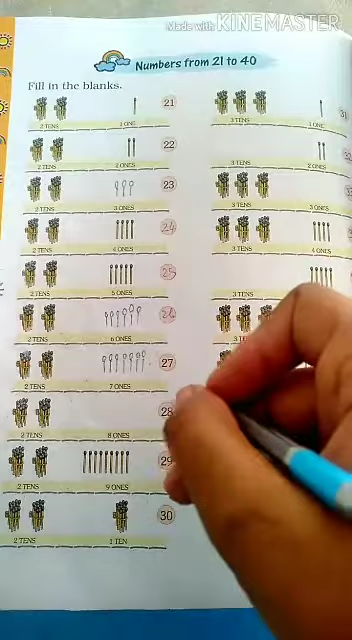 Made with KINEMASTER
Numbers from 21 to 40
Fill in the blanks.
2 TENS 1 ONE 21
2 TENS 2 ONES 22
2 TENS 3 ONES 23
2 TENS 4 ONES 24
2 TENS 5 ONES 25
2 TENS 6 ONES 26
2 TENS 7 ONES 27
2 TENS 8 ONES 28
2 TENS 9 ONES 29
2 TENS 1 TEN 30
3 TENS 1 ONE
3 TENS 2 ONES
3 TENS 3 ONES
3 TENS 4 ONES
3 TENS